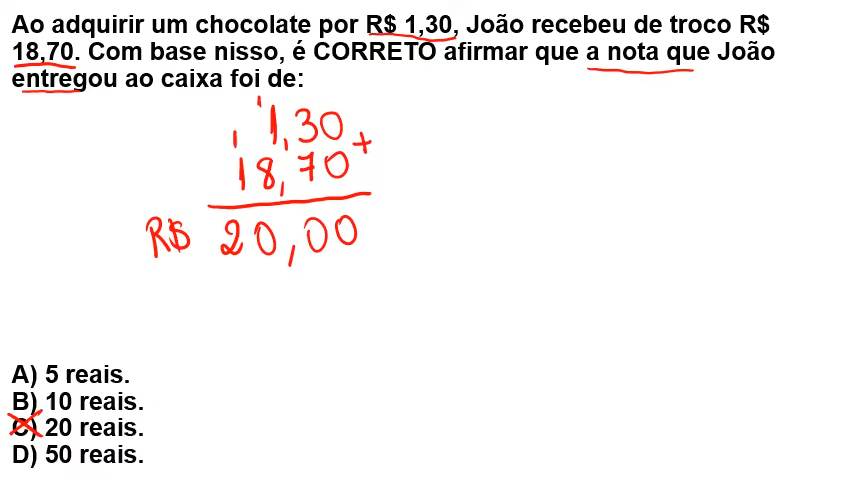 Ao adquirir um chocolate por R$ 1,30, João recebeu de troco R$
18,70. Com base nisso, é CORRETO afirmar que a nota que João
entregou ao caixa foi de:
1 1
1,30
18,70 +
R$ 20,00
A) 5 reais.
B) 10 reais.
C) 20 reais.
D) 50 reais.